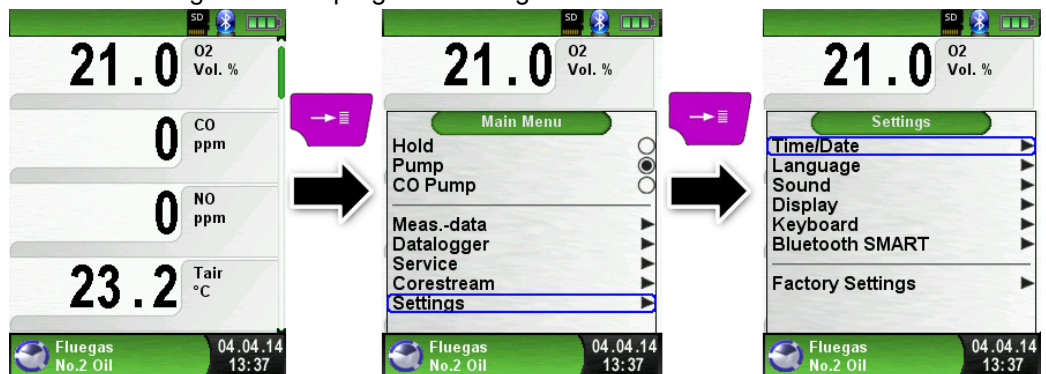 SD
21.0 O2
Vol. %
0 CO
ppm
0 NO
ppm
23.2 Tair
°C
Fluegas 04.04.14
No.2 Oil 13:37
SD
21.0 O2
Vol. %
Main Menu
Hold
Pump
CO Pump
Meas.-data
Datalogger
Service
Corestream
Settings
Fluegas 04.04.14
No.2 Oil 13:37
SD
21.0 O2
Vol. %
Settings
Time/Date
Language
Sound
Display
Keyboard
Bluetooth SMART
Factory Settings
Fluegas 04.04.14
No.2 Oil 13:37